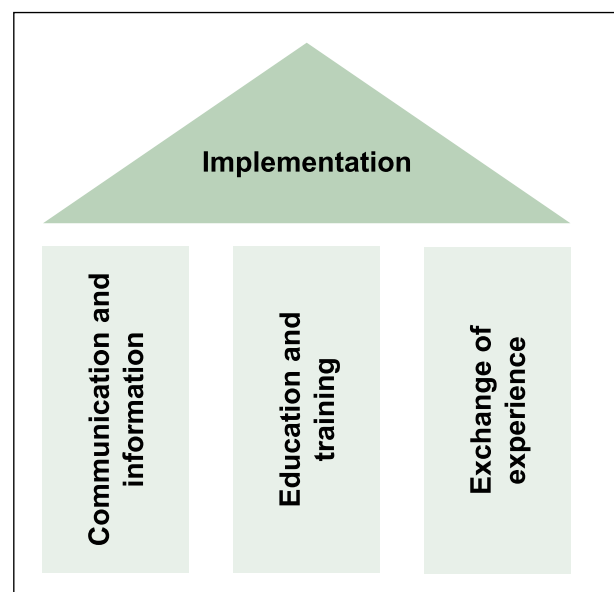 Implementation
Communication and
information
Education and
training
Exchange of
experience